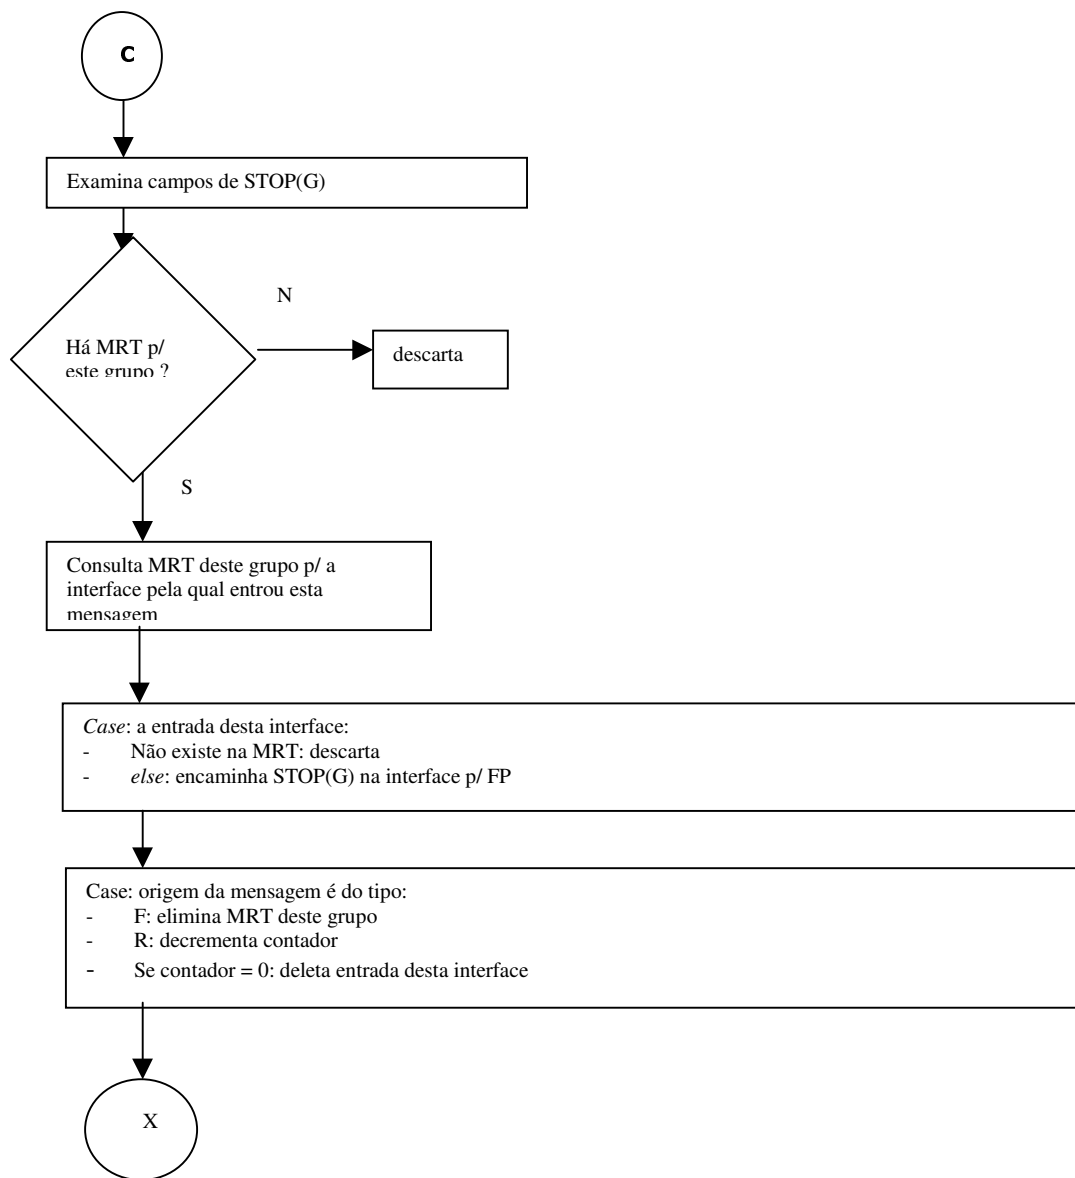 C
Examina campos de STOP(G)
N
Há MRT p/
este grupo ?
descarta
S
Consulta MRT deste grupo p/ a
interface pela qual entrou esta
mensagem
Case: a entrada desta interface:
- Não existe na MRT: descarta
- else: encaminha STOP(G) na interface p/ FP
Case: origem da mensagem é do tipo:
- F: elimina MRT deste grupo
- R: decrementa contador
- Se contador = 0: deleta entrada desta interface
X